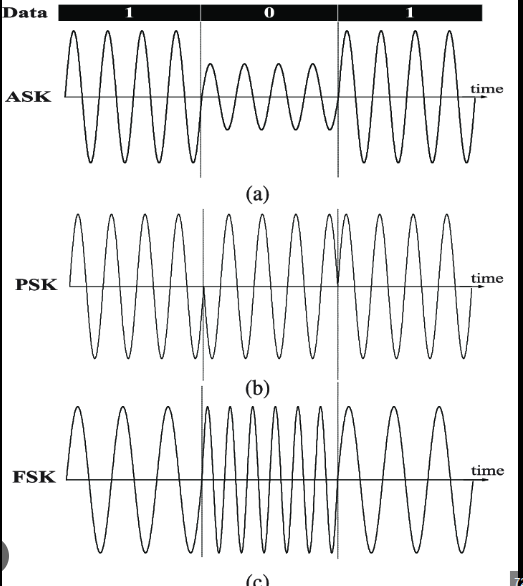 Data 1 0 1
ASK time
(a)
PSK time
(b)
FSK time
(c)